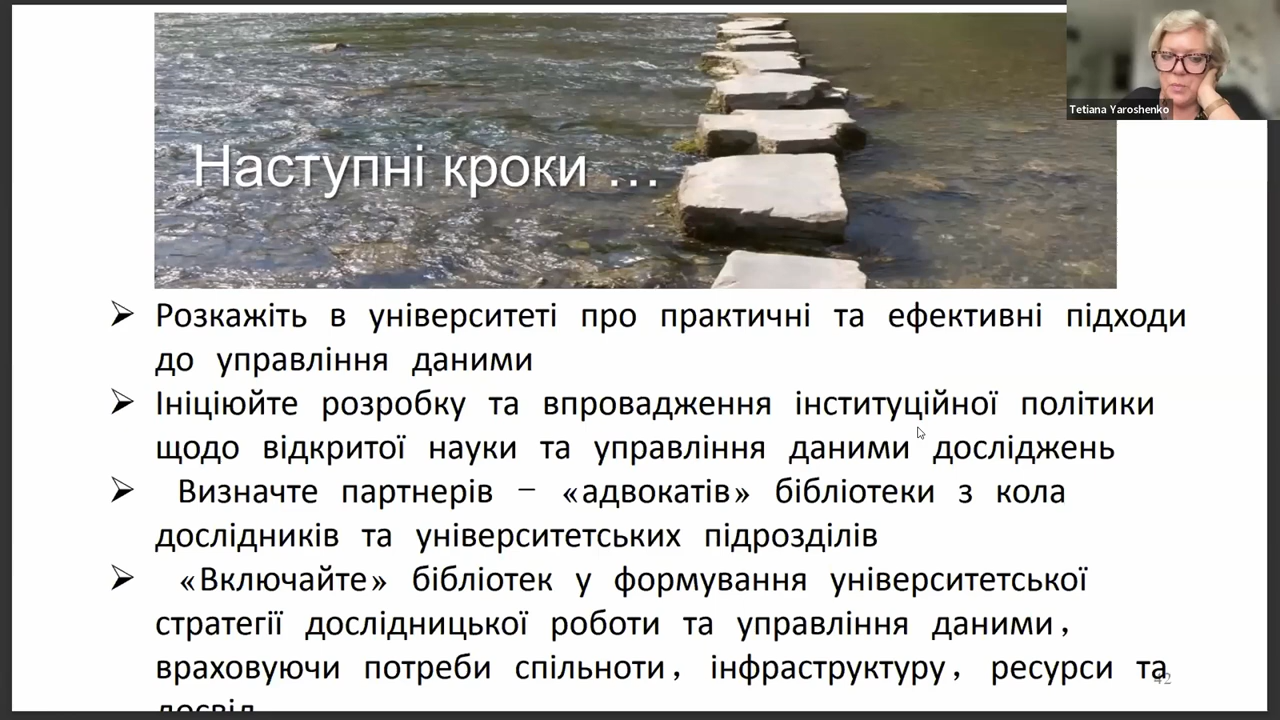 Tetiana Yaroshenko
Наступні кроки ...
➢ Розкажіть в університеті про практичні та ефективні підходи
до управління даними
➢ Ініціюйте розробку та впровадження інституційної політики
щодо відкритої науки та управління даними досліджень
➢ Визначте партнерів – «адвокатів» бібліотеки з кола
дослідників та університетських підрозділів
➢ «Включайте» бібліотек у формування університетської
стратегії дослідницької роботи та управління даними,
враховуючи потреби спільноти, інфраструктуру, ресурси та
досвід
42